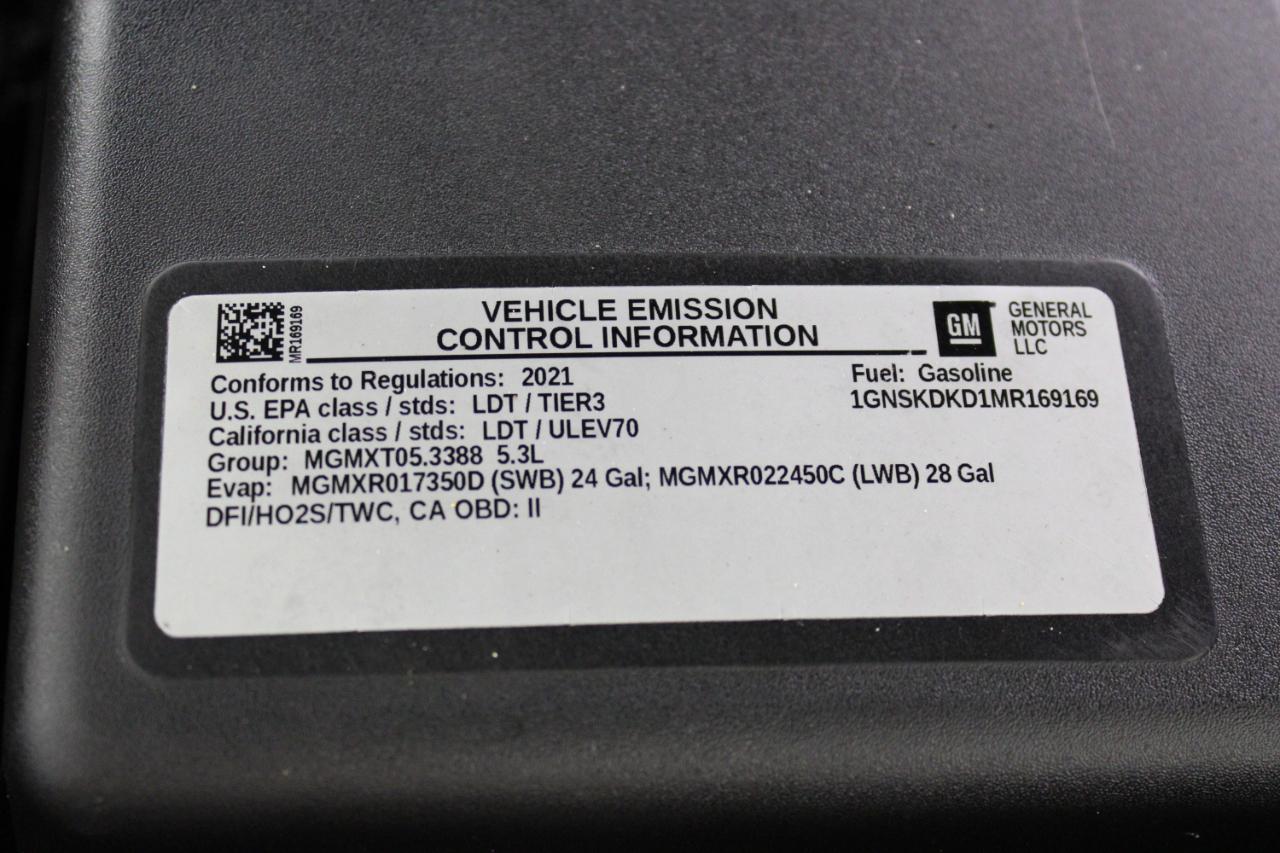 MR169169
VEHICLE EMISSION
CONTROL INFORMATION
GM
GENERAL
MOTORS
LLC
Conforms to Regulations: 2021
Fuel: Gasoline
U.S. EPA class / stds: LDT / TIER3
1GNSKDKD1MR169169
California class / stds: LDT / ULEV70
Group: MGMXT05.3388 5.3L
Evap: MGMXR017350D (SWB) 24 Gal; MGMXR022450C (LWB) 28 Gal
DFI/HO2S/TWC, CA OBD: II